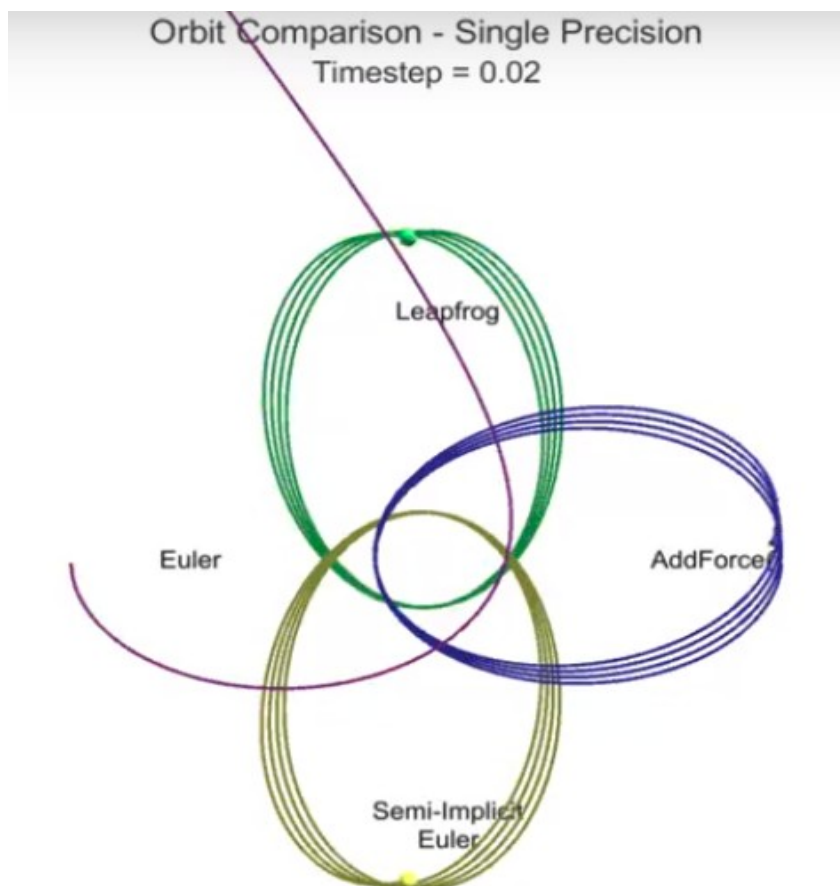 Orbit Comparison - Single Precision
Timestep = 0.02
Leapfrog
Euler
AddForce
Semi-Implicit
Euler